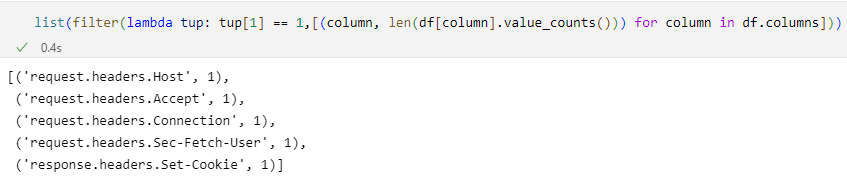 list(filter(lambda tup: tup[1] == 1,[(column, len(df[column].value_counts())) for column in df.columns]))
✓ 0.4s
[('request.headers.Host', 1),
 ('request.headers.Accept', 1),
 ('request.headers.Connection', 1),
 ('request.headers.Sec-Fetch-User', 1),
 ('response.headers.Set-Cookie', 1)]